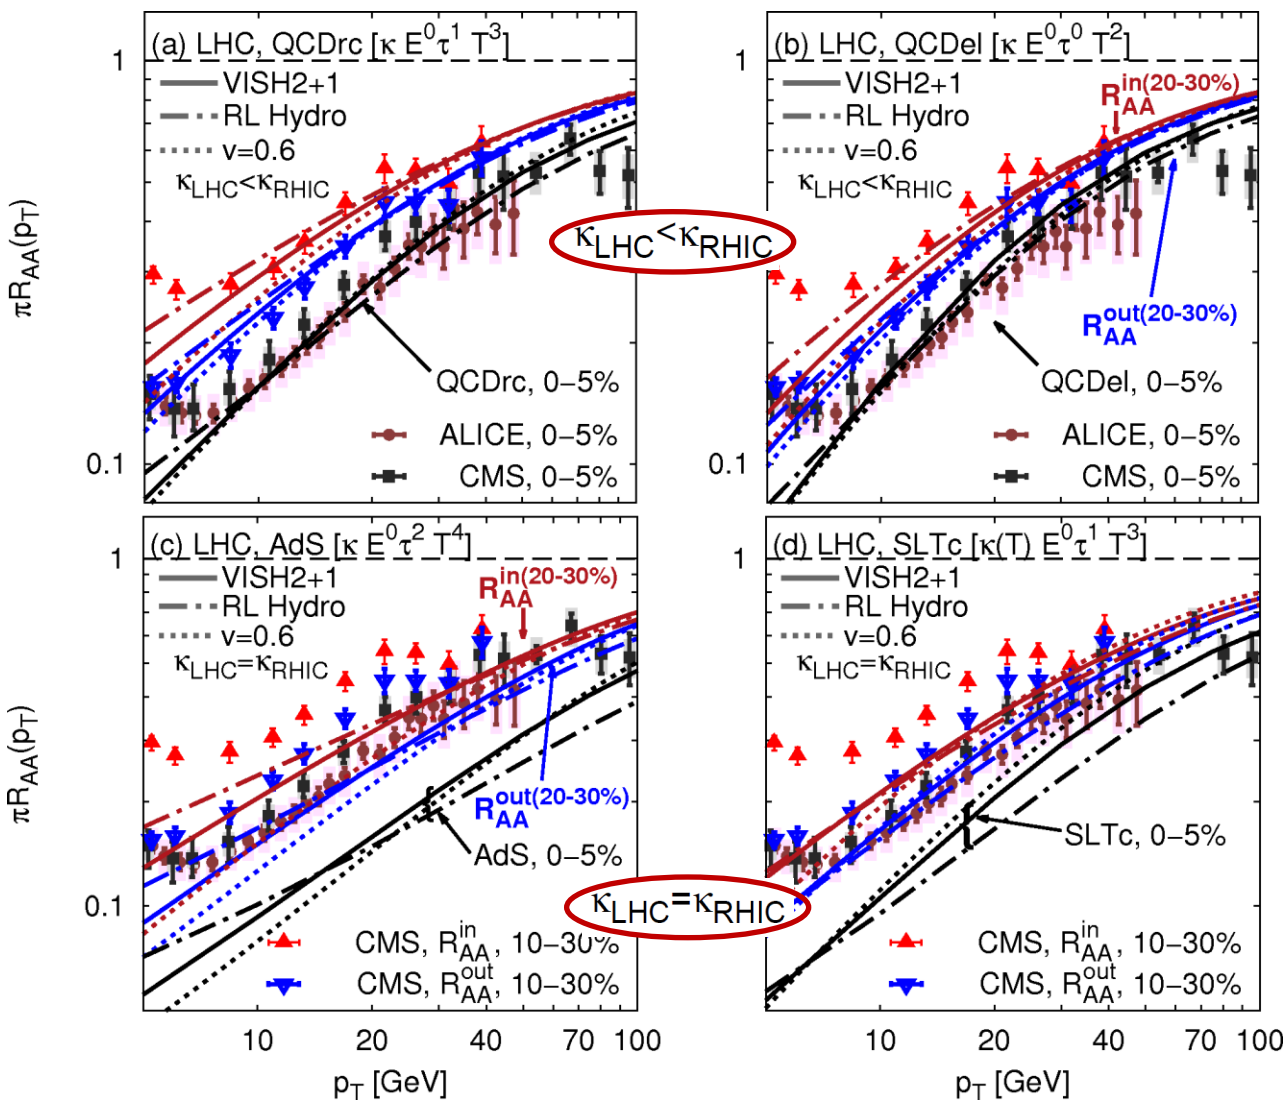 (a) LHC, QCDrc [κ E⁰τ¹ T³]
1
VISH2+1
RL Hydro
v=0.6
κLHC<κRHIC
πRAA(pT)
QCDrc, 0–5%
ALICE, 0–5%
CMS, 0–5%
0.1
(b) LHC, QCDel [κ E⁰τ⁰ T²]
1
VISH2+1
RL Hydro
v=0.6
κLHC<κRHIC
RAA in(20-30%)
RAA out(20-30%)
QCDel, 0–5%
ALICE, 0–5%
CMS, 0–5%
0.1
κLHC<κRHIC
(c) LHC, AdS [κ E⁰τ² T⁴]
1
VISH2+1
RL Hydro
v=0.6
κLHC=κRHIC
RAA in(20-30%)
RAA out(20-30%)
AdS, 0–5%
πRAA(pT)
0.1
CMS, RAA in, 10–30%
CMS, RAA out, 10–30%
10 20 40 100
pT [GeV]
(d) LHC, SLTc [κ(T) E⁰τ¹ T³]
1
VISH2+1
RL Hydro
v=0.6
κLHC=κRHIC
SLTc, 0–5%
0.1
CMS, RAA in, 10–30%
CMS, RAA out, 10–30%
10 20 40 100
pT [GeV]
κLHC=κRHIC